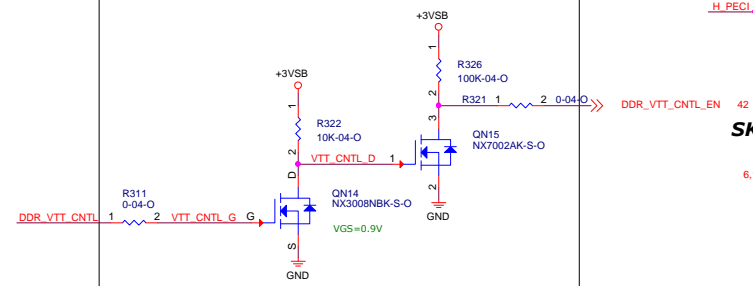 H_PECI
+3VSB
1
R326
100K-04-O
2
+3VSB
1
R322
10K-04-O
2
R321 1 2 0-04-O
DDR_VTT_CNTL_EN 42
SK
3
QN15
NX7002AK-S-O
VTT_CNTL_D 1
D
6,
2
GND
R311
0-04-O
QN14
NX3008NBK-S-O
DDR_VTT_CNTL 1 2 VTT_CNTL_G G
VGS=0.9V
S
GND